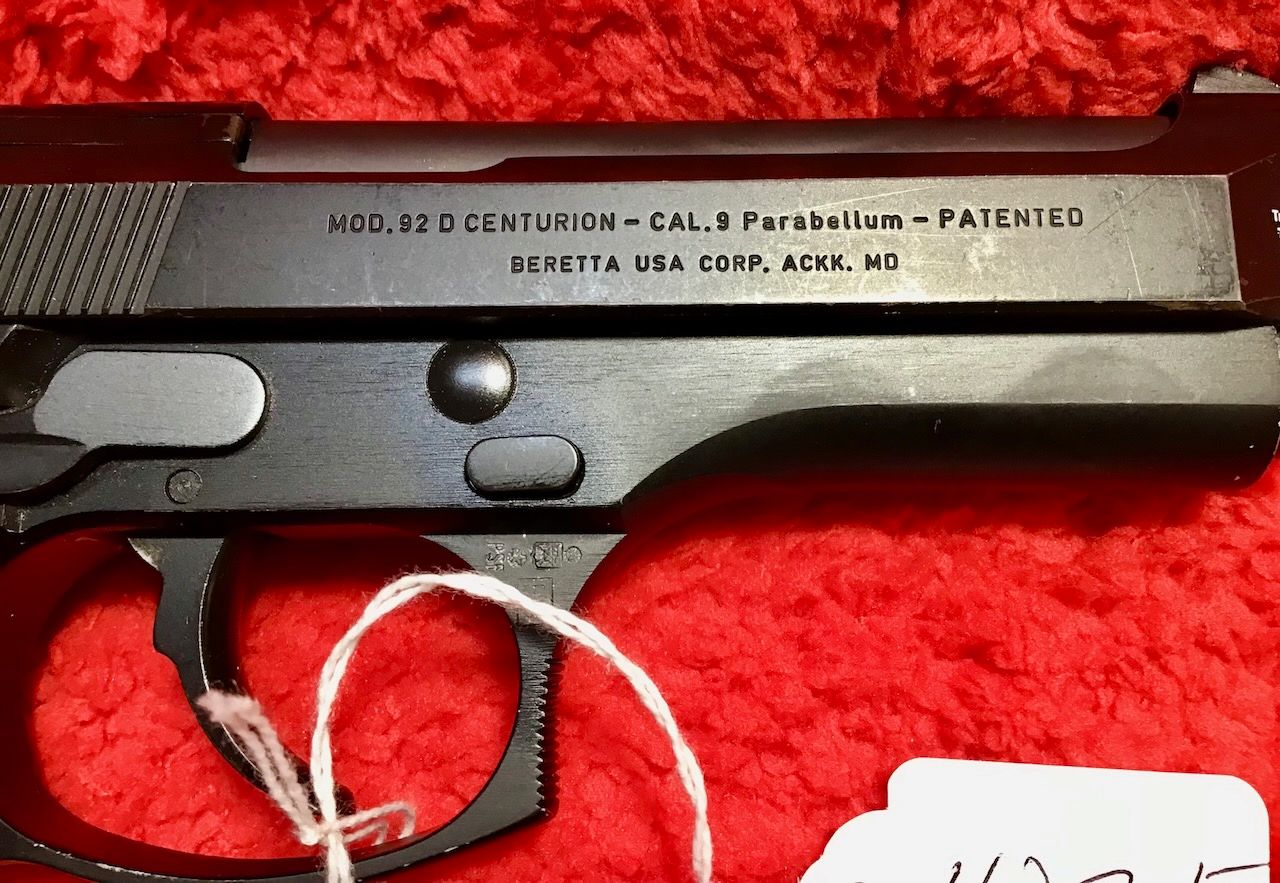 MOD. 92 D CENTURION – CAL. 9 Parabellum – PATENTED
BERETTA USA CORP. ACKK. MD